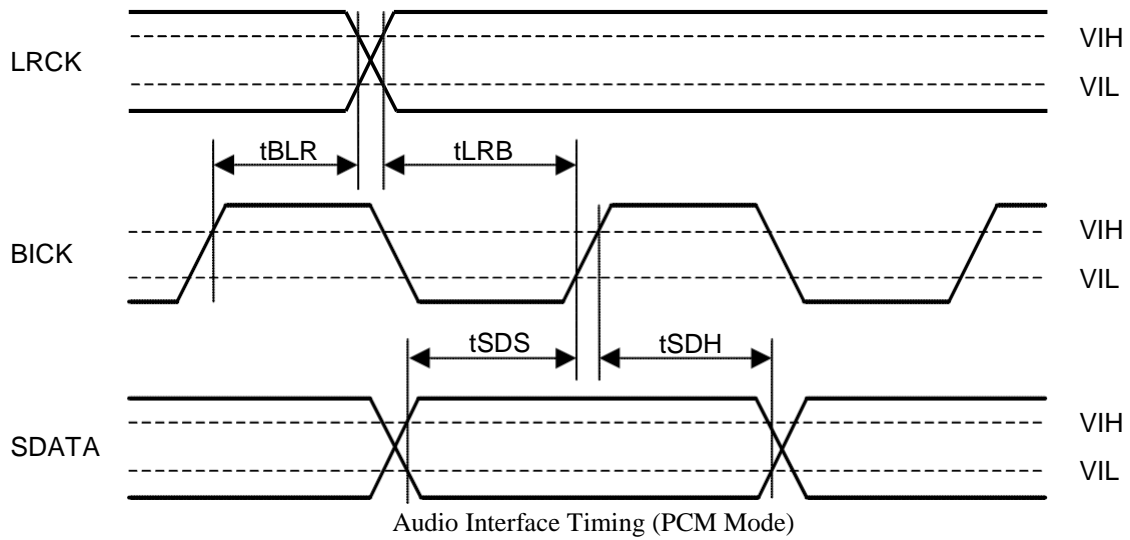 VIH
LRCK
VIL
tBLR
tLRB
VIH
BICK
VIL
tSDS
tSDH
VIH
SDATA
VIL
Audio Interface Timing (PCM Mode)